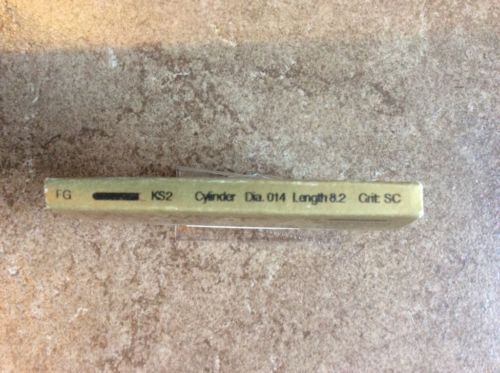 FG KS2 Cylinder Dia. 014 Length 8.2 Grit: SC